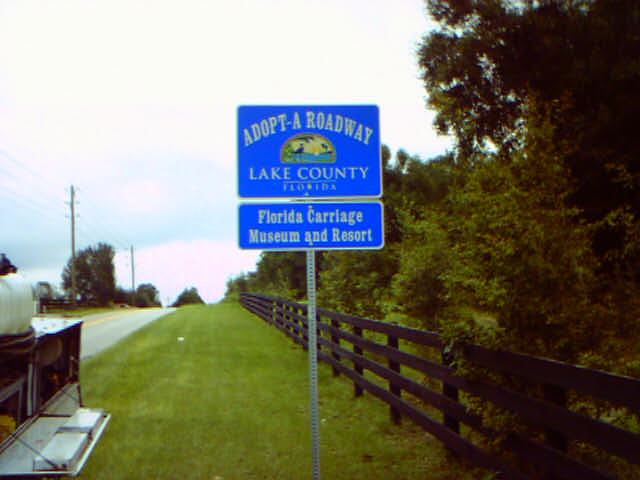 ADOPT-A ROADWAY
LAKE COUNTY
FLORIDA
Florida Carriage
Museum and Resort